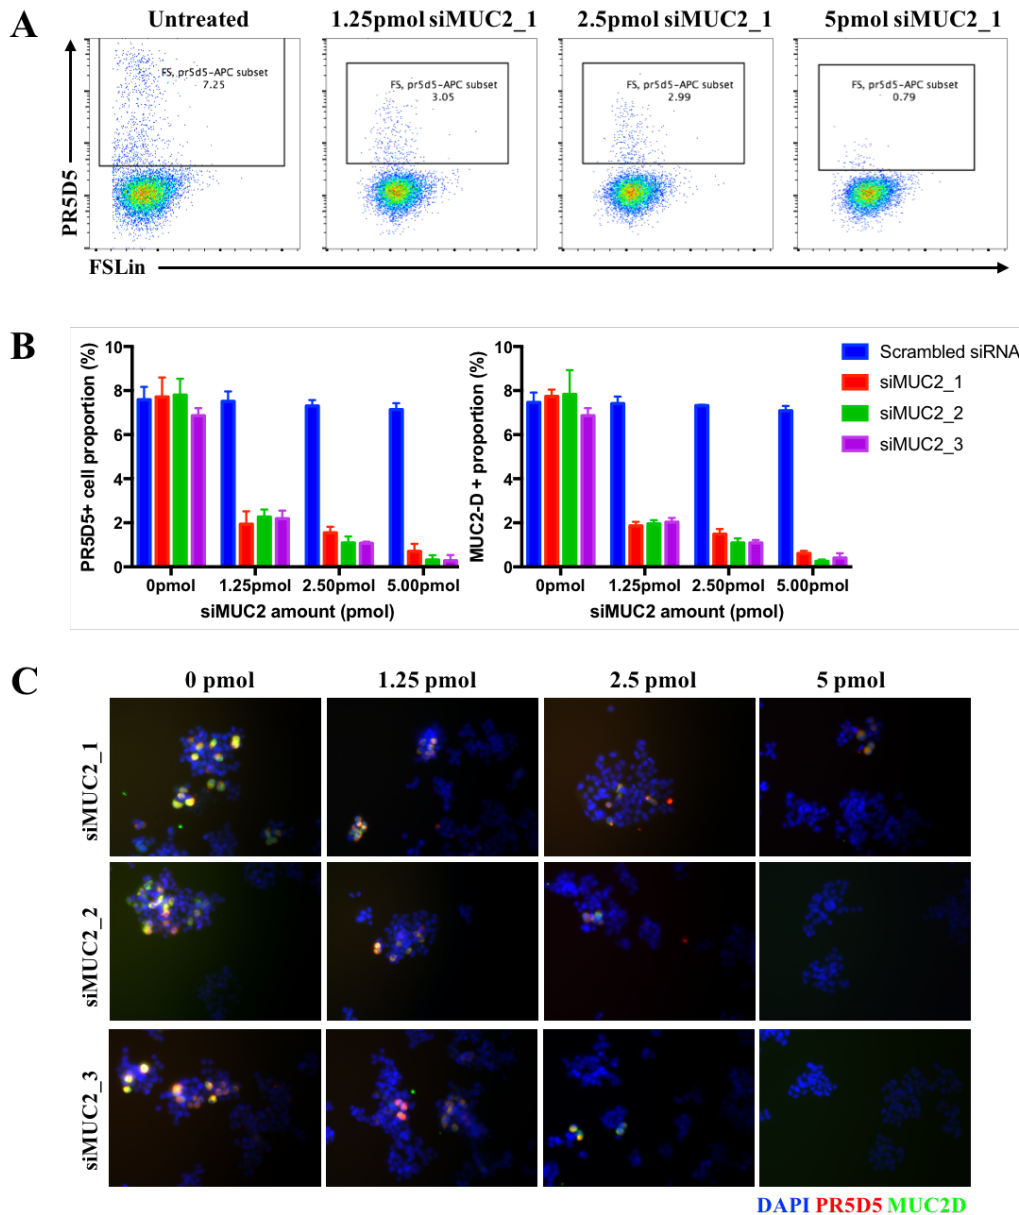 A
Untreated
1.25pmol siMUC2_1
2.5pmol siMUC2_1
5pmol siMUC2_1
PR5D5
FS, pr5d5-APC subset
7.25
FS, pr5d5-APC subset
3.05
FS, pr5d5-APC subset
2.99
FS, pr5d5-APC subset
0.79
FSLin
B
PR5D5+ cell proportion (%)
10
8
6
4
2
0
0pmol
1.25pmol
2.50pmol
5.00pmol
siMUC2 amount (pmol)
MUC2-D + proportion (%)
10
8
6
4
2
0
0pmol
1.25pmol
2.50pmol
5.00pmol
siMUC2 amount (pmol)
Scrambled siRNA
siMUC2_1
siMUC2_2
siMUC2_3
C
0 pmol
1.25 pmol
2.5 pmol
5 pmol
siMUC2_1
siMUC2_2
siMUC2_3
DAPI PR5D5 MUC2D